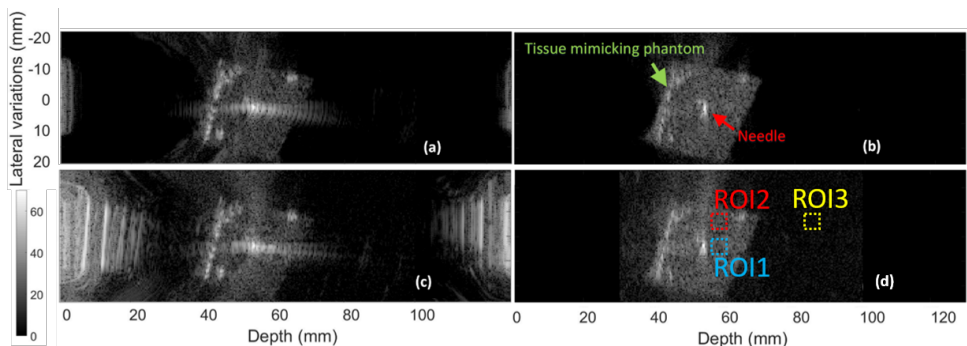 Lateral variations (mm)
-20
-10
0
10
20
Tissue mimicking phantom
Needle
(a)
(b)
60
40
20
0
ROI2
ROI3
ROI1
(c)
(d)
0
20
40
60
80
100
Depth (mm)
0
20
40
60
80
100
120
Depth (mm)